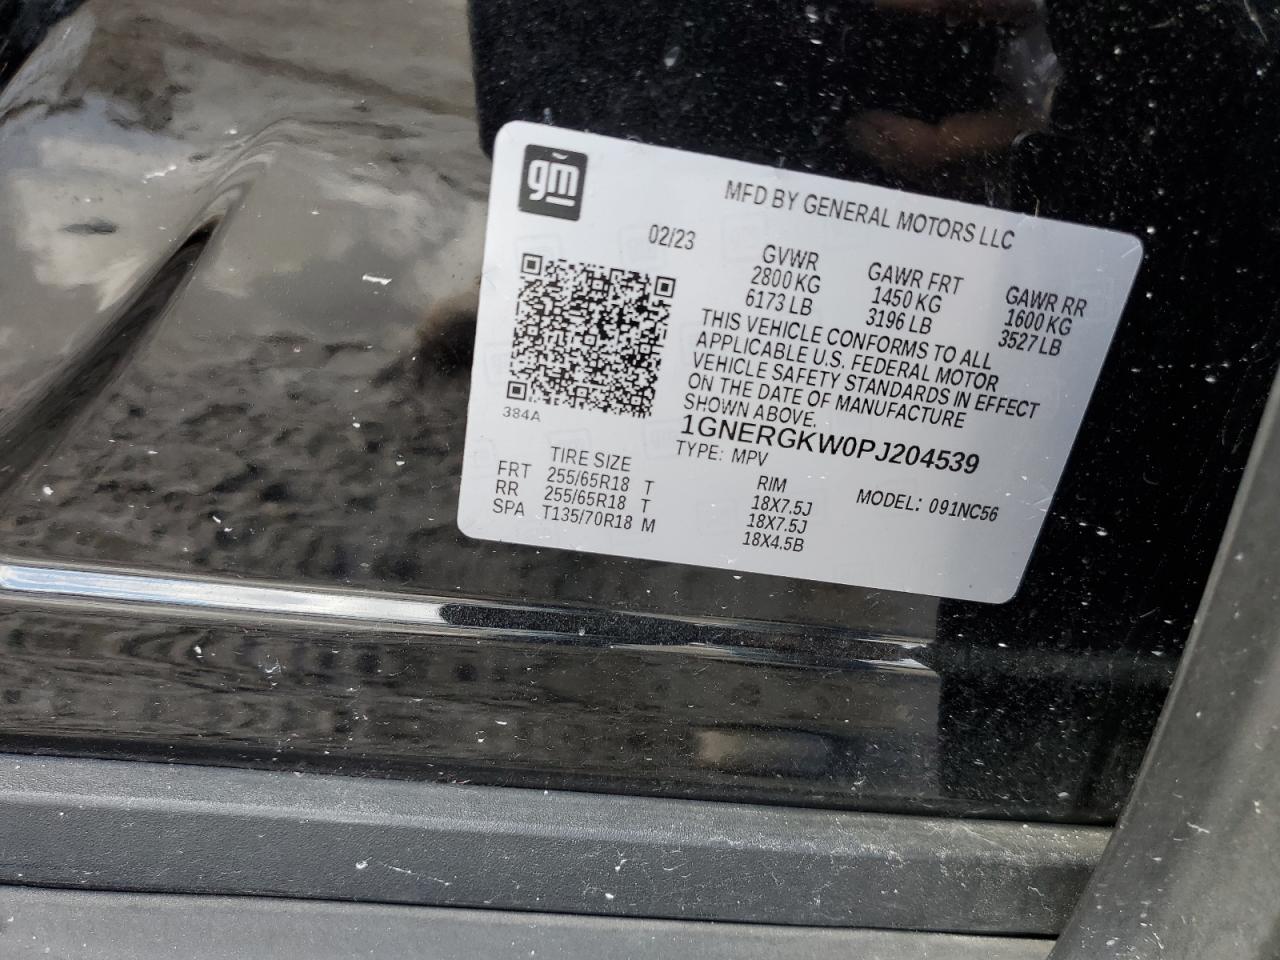 gm
MFD BY GENERAL MOTORS LLC
02/23
GVWR GAWR FRT GAWR RR
2800 KG 1450 KG 1600 KG
6173 LB 3196 LB 3527 LB
THIS VEHICLE CONFORMS TO ALL
APPLICABLE U.S. FEDERAL MOTOR
VEHICLE SAFETY STANDARDS IN EFFECT
ON THE DATE OF MANUFACTURE
SHOWN ABOVE.
384A
1GNERGKW0PJ204539
TYPE: MPV
MODEL: 091NC56
TIRE SIZE RIM
FRT 255/65R18 T 18X7.5J
RR 255/65R18 T 18X7.5J
SPA T135/70R18 M 18X4.5B